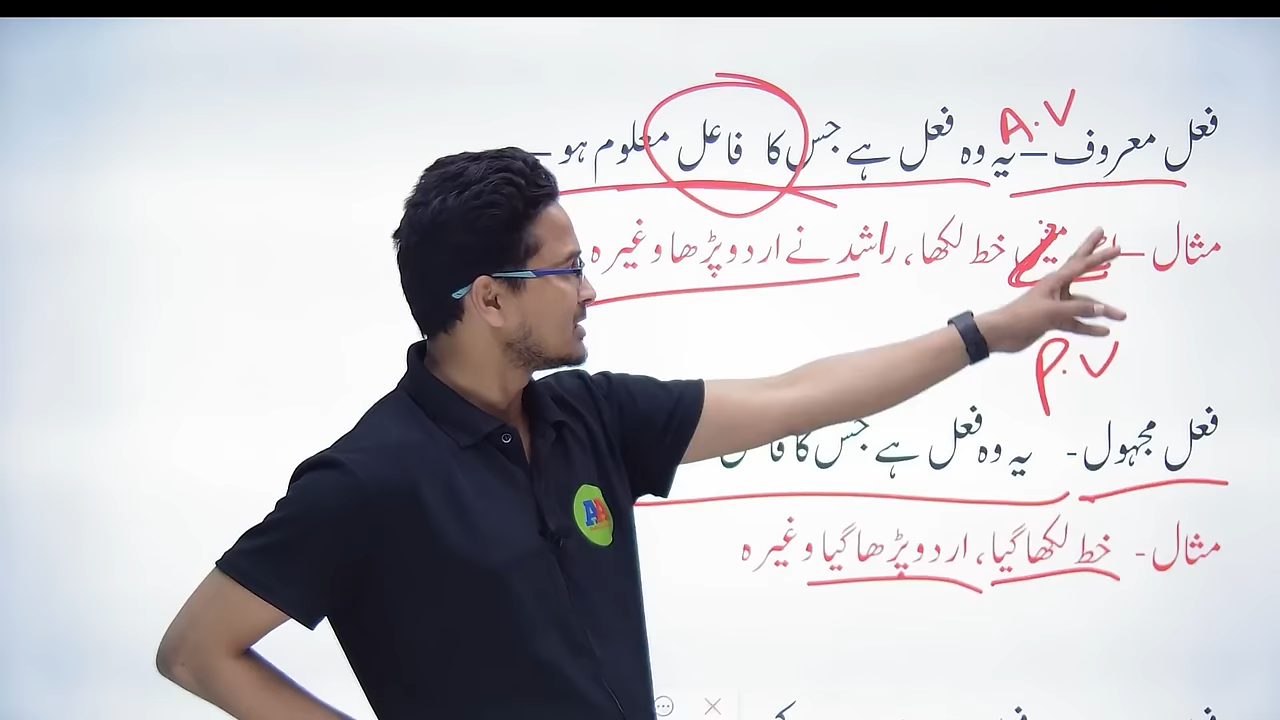 A.V
فعل معروف – یہ وہ فعل ہے جس کا فاعل معلوم ہو –
مثال – خط لکھا، راشد نے اردو پڑھا وغیرہ
P.V
فعل مجہول - یہ وہ فعل ہے جس کا
مثال - خط لکھا گیا، اردو پڑھا گیا وغیرہ
AA